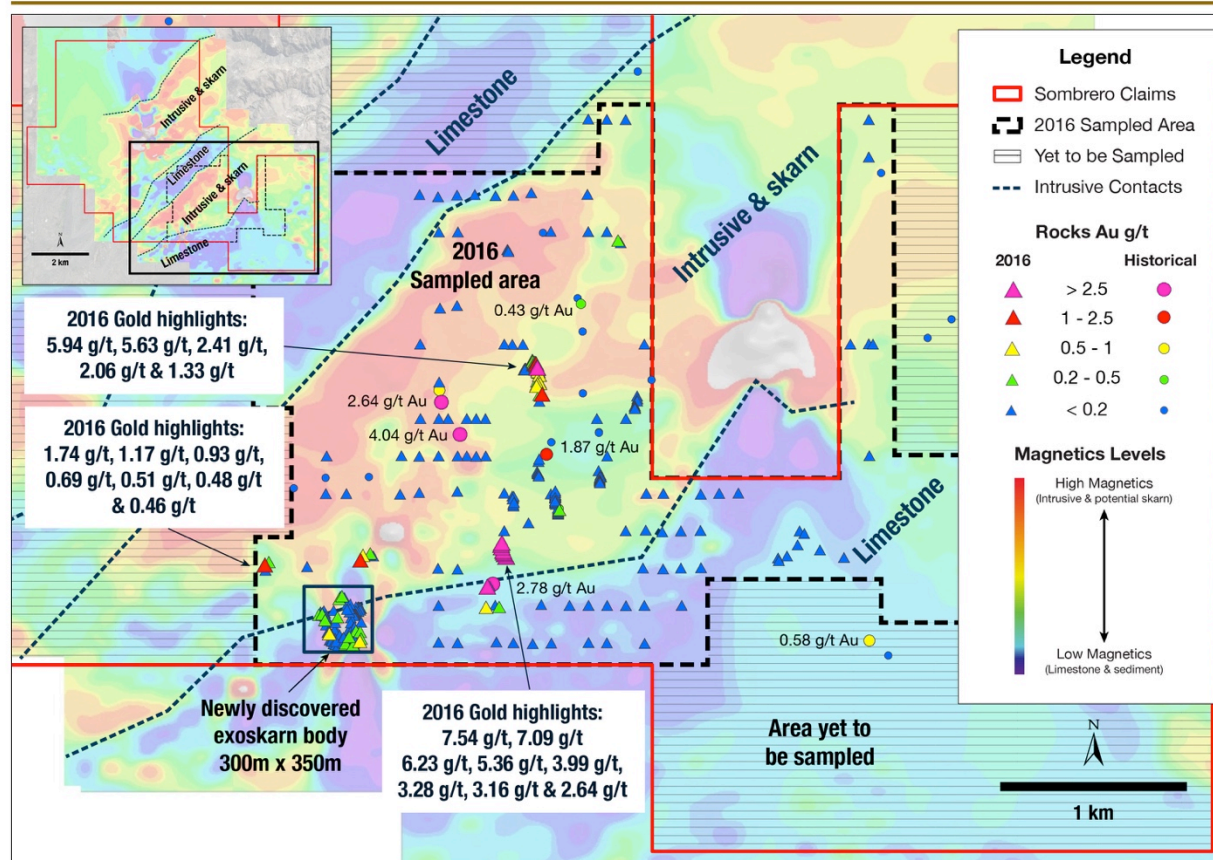 Intrusive & skarn
Limestone
Intrusive & skarn
Limestone
N
2 km
Limestone
Intrusive & skarn
Limestone
2016
Sampled area
2016 Gold highlights:
5.94 g/t, 5.63 g/t, 2.41 g/t,
2.06 g/t & 1.33 g/t
2016 Gold highlights:
1.74 g/t, 1.17 g/t, 0.93 g/t,
0.69 g/t, 0.51 g/t, 0.48 g/t
& 0.46 g/t
0.43 g/t Au
2.64 g/t Au
4.04 g/t Au
1.87 g/t Au
2.78 g/t Au
0.58 g/t Au
Newly discovered
exoskarn body
300m x 350m
2016 Gold highlights:
7.54 g/t, 7.09 g/t
6.23 g/t, 5.36 g/t, 3.99 g/t,
3.28 g/t, 3.16 g/t & 2.64 g/t
Area yet to
be sampled
Legend
Sombrero Claims
2016 Sampled Area
Yet to be Sampled
Intrusive Contacts
Rocks Au g/t
2016 Historical
> 2.5
1 - 2.5
0.5 - 1
0.2 - 0.5
< 0.2
Magnetics Levels
High Magnetics
(Intrusive & potential skarn)
Low Magnetics
(Limestone & sediment)
N
1 km